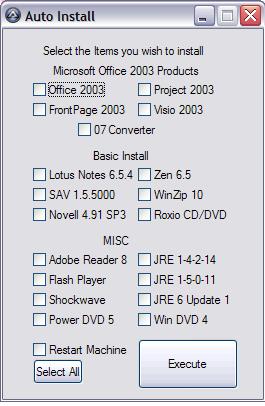 Auto Install
Select the Items you wish to install
Microsoft Office 2003 Products
Office 2003 Project 2003
FrontPage 2003 Visio 2003
07 Converter
Basic Install
Lotus Notes 6.5.4 Zen 6.5
SAV 1.5.5000 WinZip 10
Novell 4.91 SP3 Roxio CD/DVD
MISC
Adobe Reader 8 JRE 1-4-2-14
Flash Player JRE 1-5-0-11
Shockwave JRE 6 Update 1
Power DVD 5 Win DVD 4
Restart Machine
Select All Execute